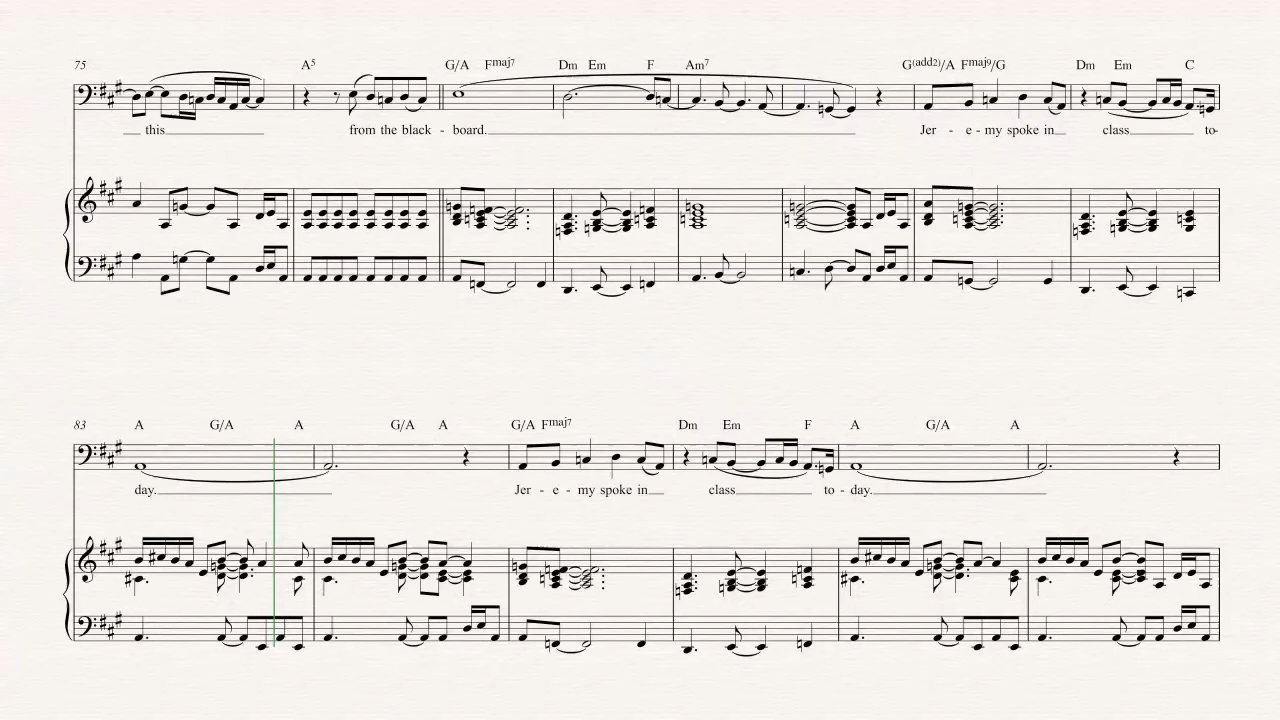 75 A5 G/A Fmaj7 Dm Em F Am7 G(add2)/A Fmaj9/G Dm Em C
this from the black - board. Jer - e - my spoke in class to-
83 A G/A A G/A A G/A Fmaj7 Dm Em F A G/A A
day. Jer - e - my spoke in class to - day.